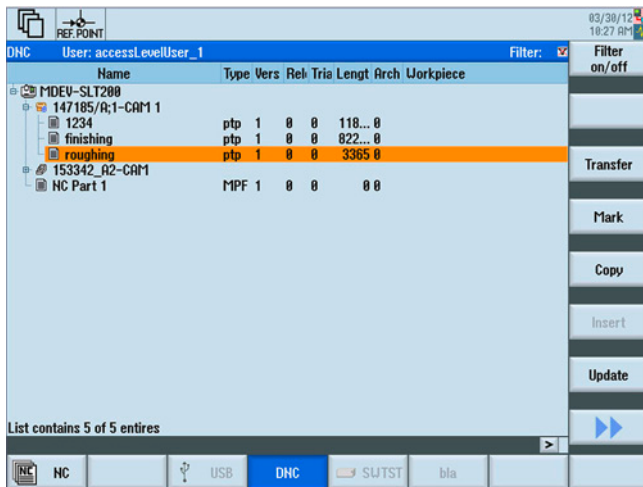 REF. POINT
03/30/12
10:27 AM
DNC User: accessLevelUser_1 Filter:
Name Type Vers Rel Tria Lengt Arch Workpiece
MDEV-SLT200
147185/A;1-CAM 1
1234 ptp 1 0 0 118... 0
finishing ptp 1 0 0 822... 0
roughing ptp 1 0 0 3365 0
153342_A2-CAM
NC Part 1 MPF 1 0 0 0 0
List contains 5 of 5 entires
Filter
on/off
Transfer
Mark
Copy
Insert
Update
>
NC NC USB DNC SWTST bla